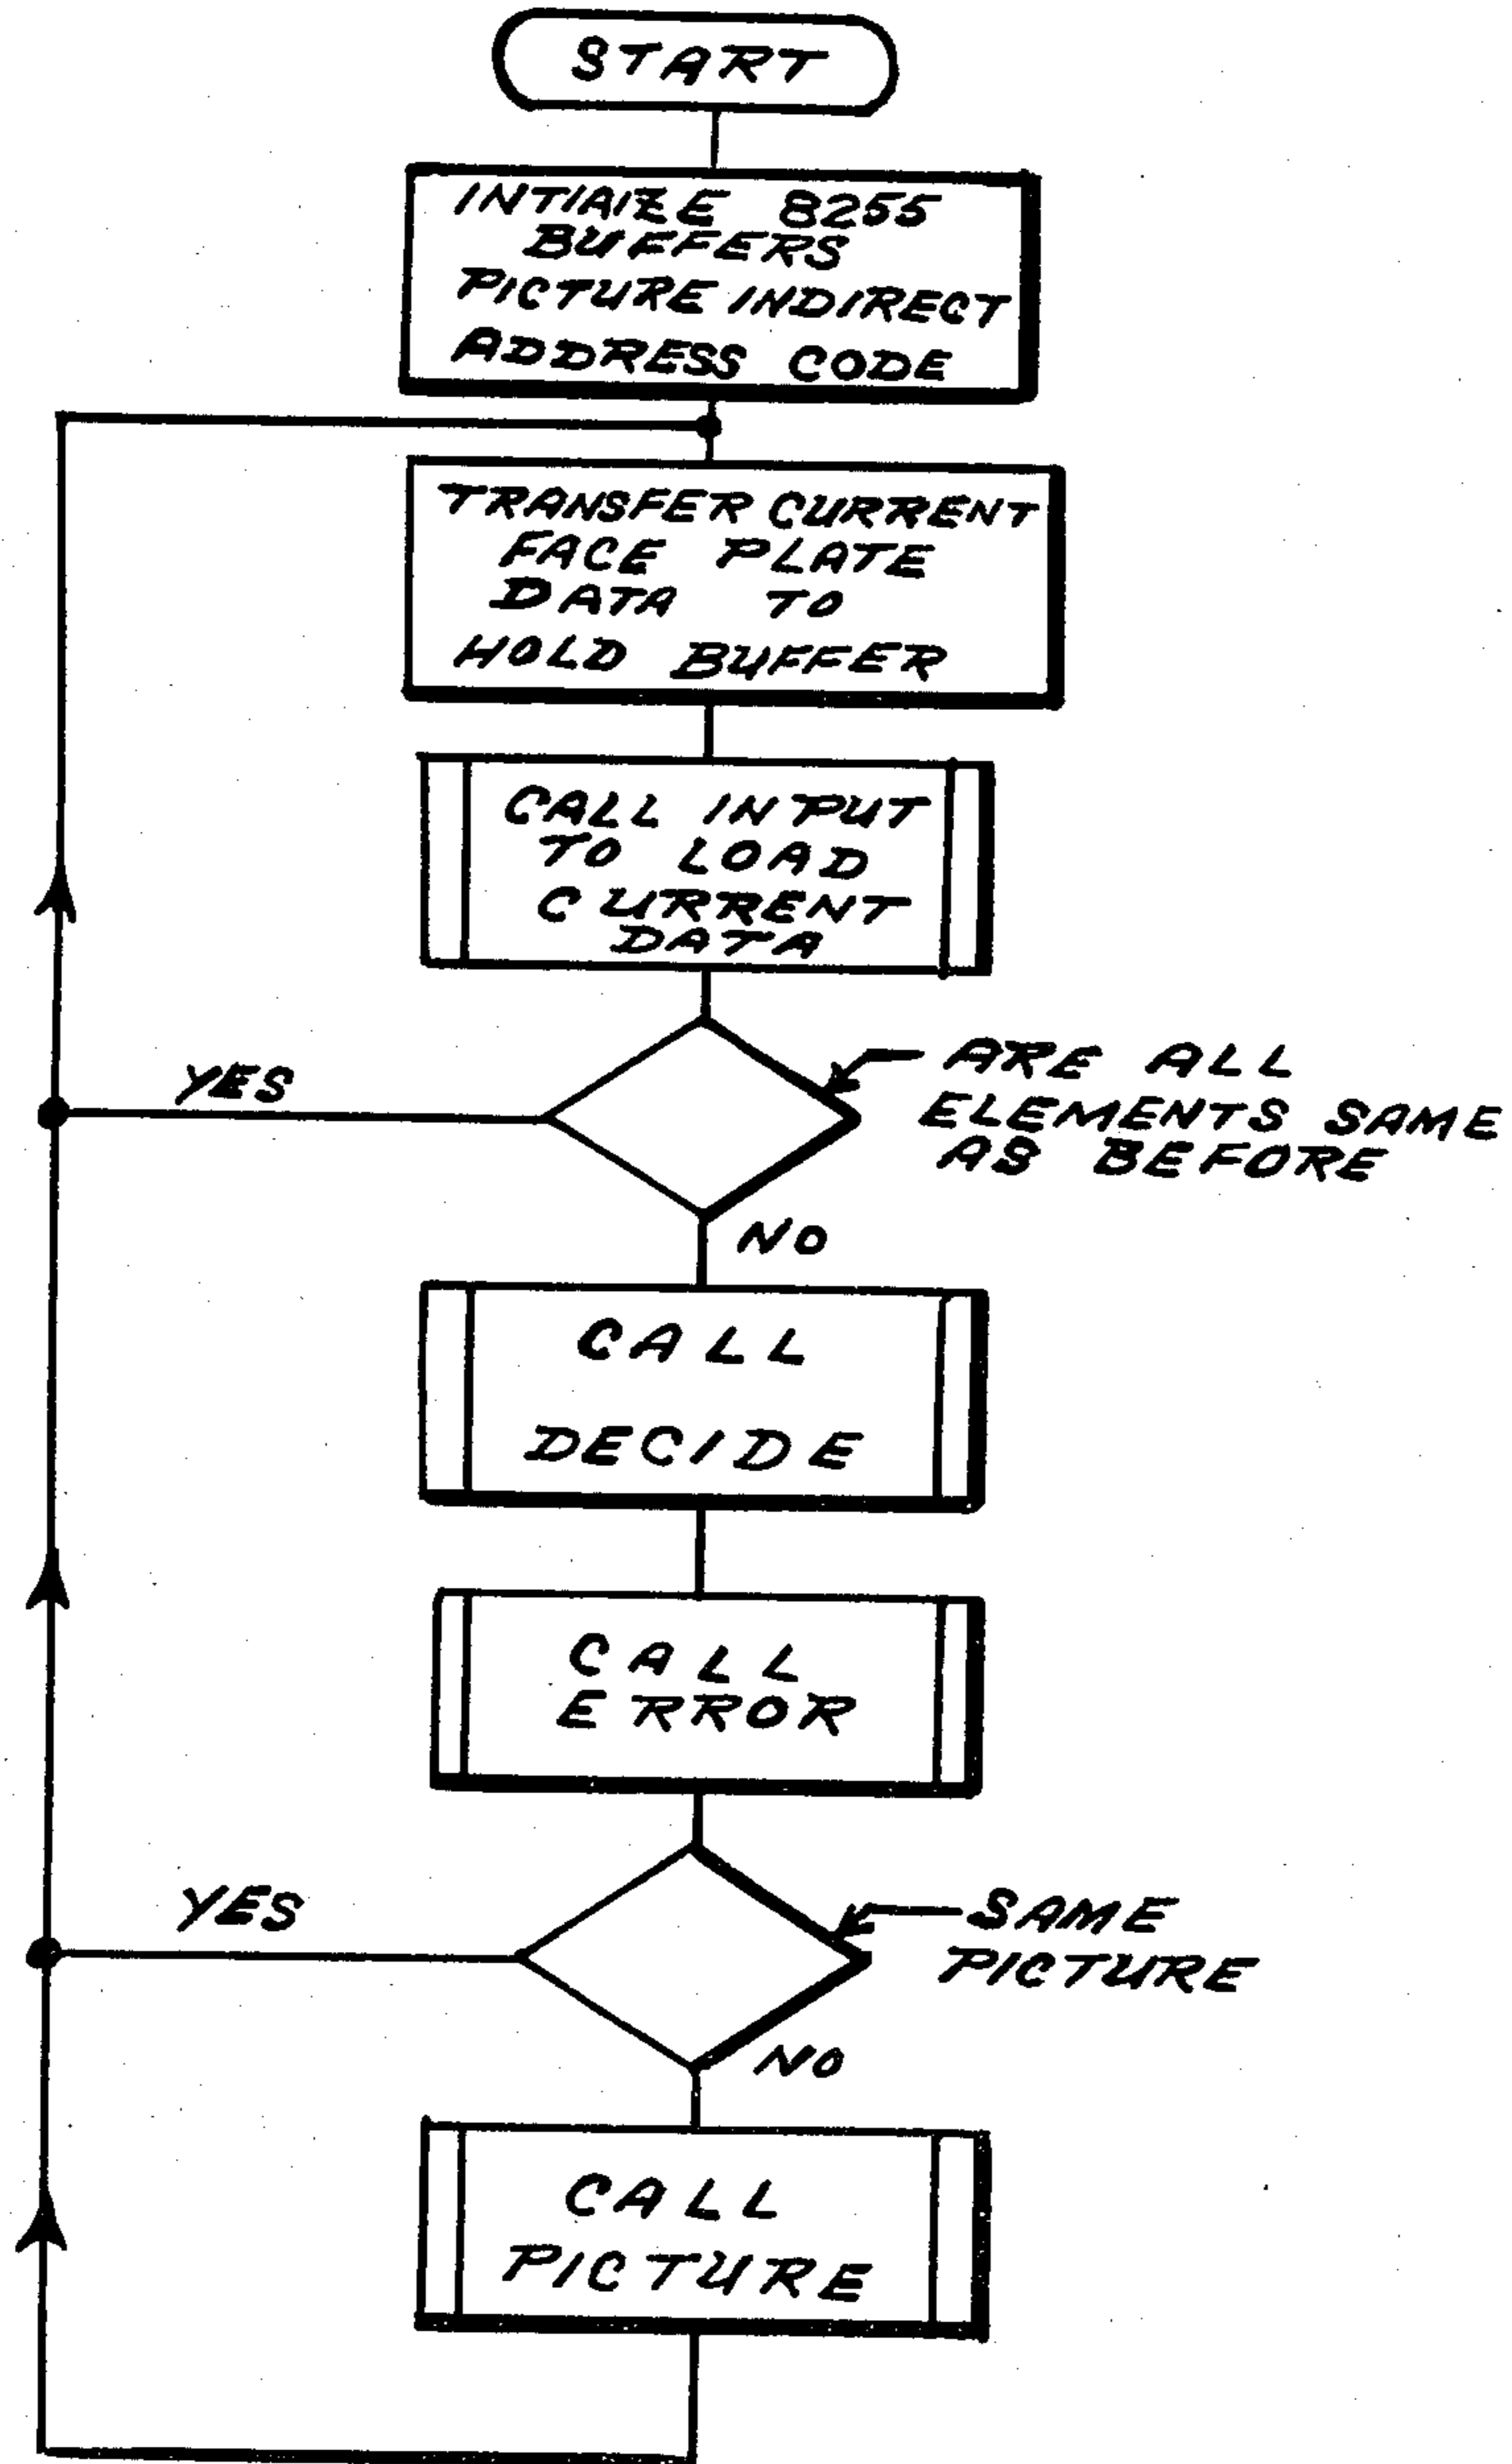 START
INTIAIZE 8255
BUFFERS
PICTURE INDIRECT
ADDRESS CODE
TRANSFER CURRENT
FACE PLATE
DATA TO
HOLD BUFFER
CALL INPUT
TO LOAD
CURRENT
DATA
YES
ARE ALL
ELEMENTS SAME
AS BEFORE
NO
CALL
DECIDE
CALL
ERROR
YES
SAME
PICTURE
NO
CALL
PICTURE